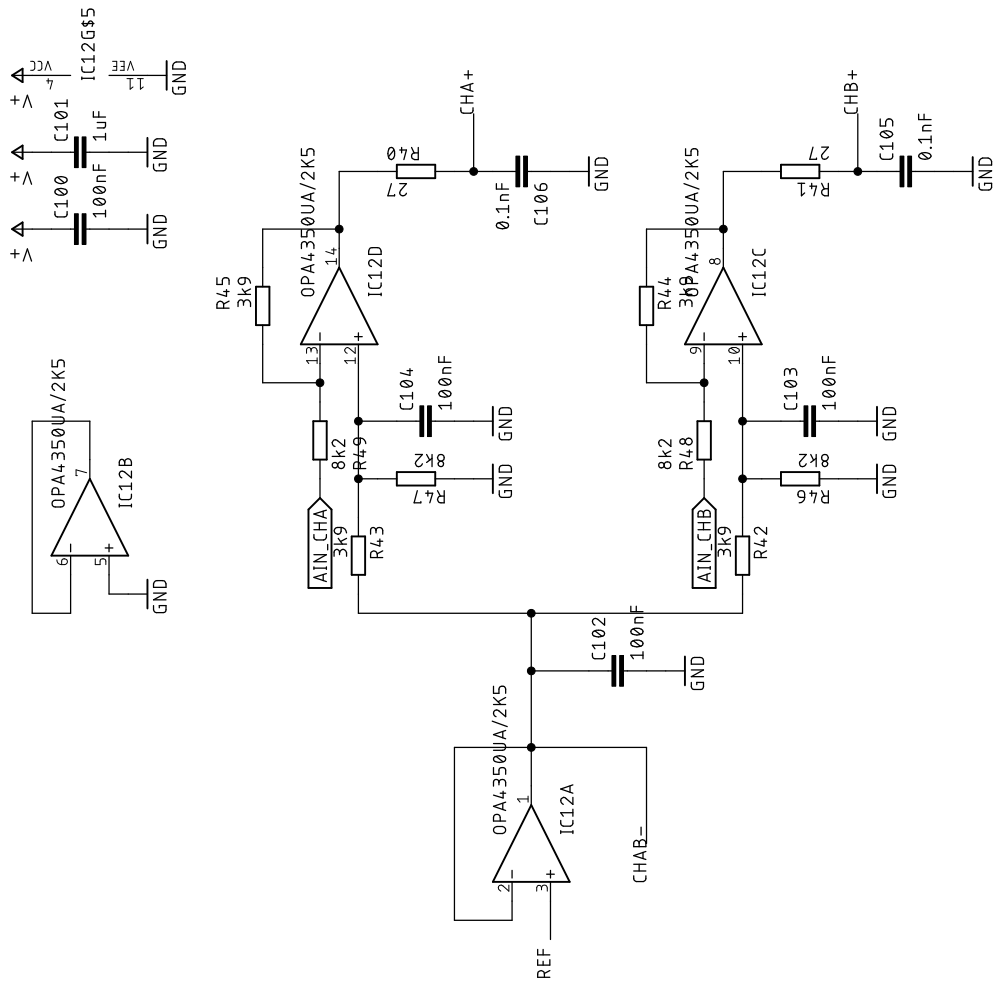 V+
VCC
4
IC12G$5
VEE
11
GND
V+
C101
1uF
GND
V+
C100
100nF
GND
OPA4350UA/2K5
7
IC12B
6
5
-
+
GND
CHA+
R40
27
0.1nF
C106
GND
OPA4350UA/2K5
14
IC12D
R45
3k9
13
12
-
+
C104
100nF
GND
8k2
R49
8k2
R47
GND
AIN_CHA
3k9
R43
CHB+
27
R41
C105
0.1nF
GND
OPA4350UA/2K5
8
IC12C
R44
3k9
9
10
-
+
C103
100nF
GND
8k2
R48
8k2
R46
GND
AIN_CHB
3k9
R42
C102
100nF
GND
OPA4350UA/2K5
1
IC12A
2
3
-
+
CHAB-
REF